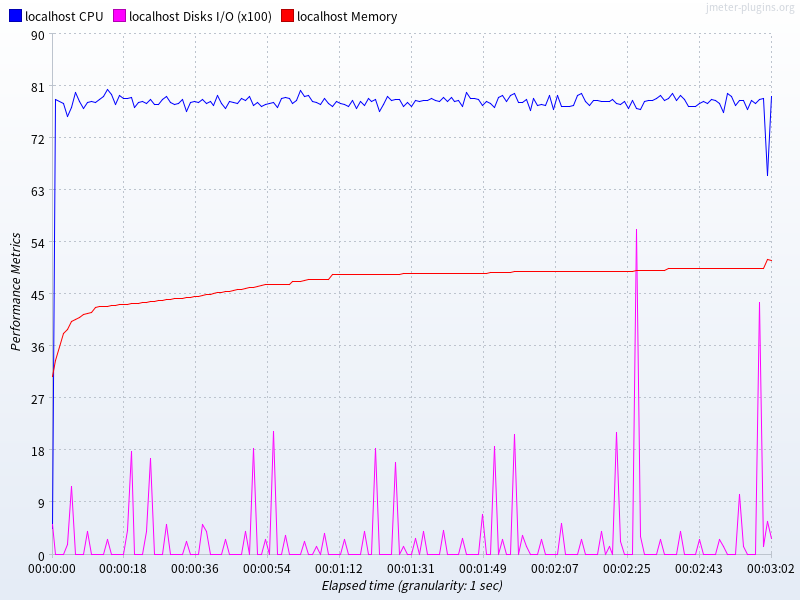 localhost CPU localhost Disks I/O (x100) localhost Memory
jmeter-plugins.org
90
81
72
63
54
45
36
27
18
9
0
Performance Metrics
00:00:00 00:00:18 00:00:36 00:00:54 00:01:12 00:01:31 00:01:49 00:02:07 00:02:25 00:02:43 00:03:02
Elapsed time (granularity: 1 sec)